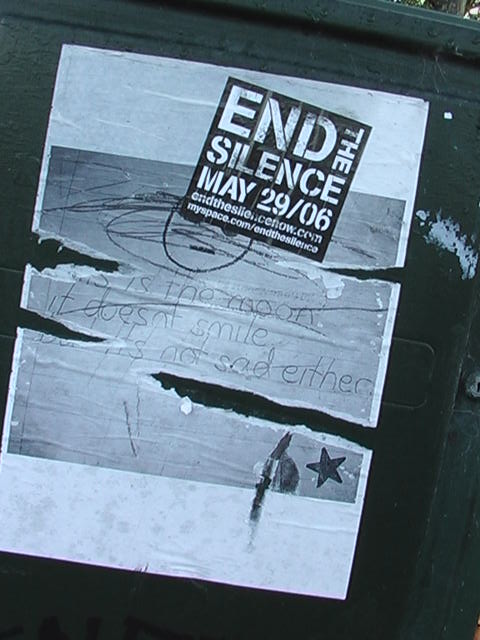 END THE
SILENCE
MAY 29/06
endthesilencenow.com
myspace.com/endthesilence
is the moon
it doesnt smile
it's not sad either